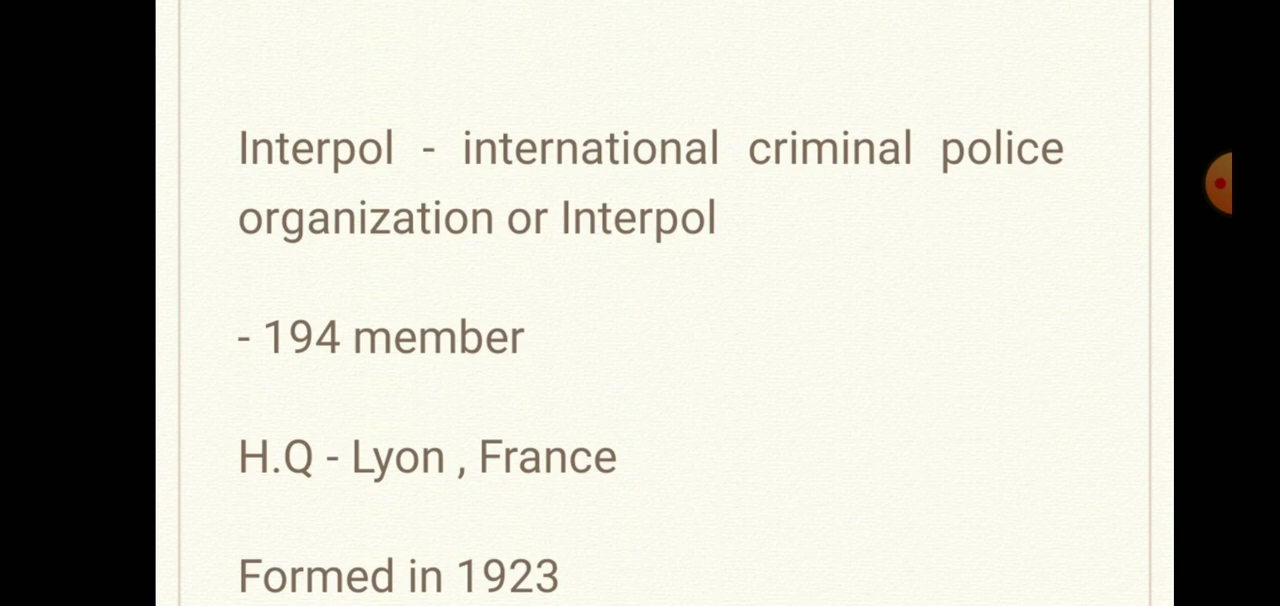 Interpol - international criminal police
organization or Interpol
- 194 member
H.Q - Lyon , France
Formed in 1923